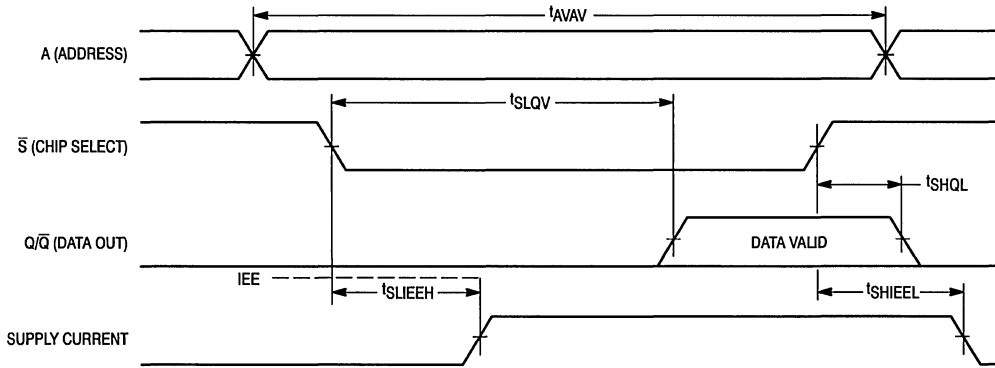 tAVAV
A (ADDRESS)
tSLQV
S̅ (CHIP SELECT)
tSHQL
Q/Q̅ (DATA OUT)
DATA VALID
IEE
tSLIEEH
tSHIEEL
SUPPLY CURRENT